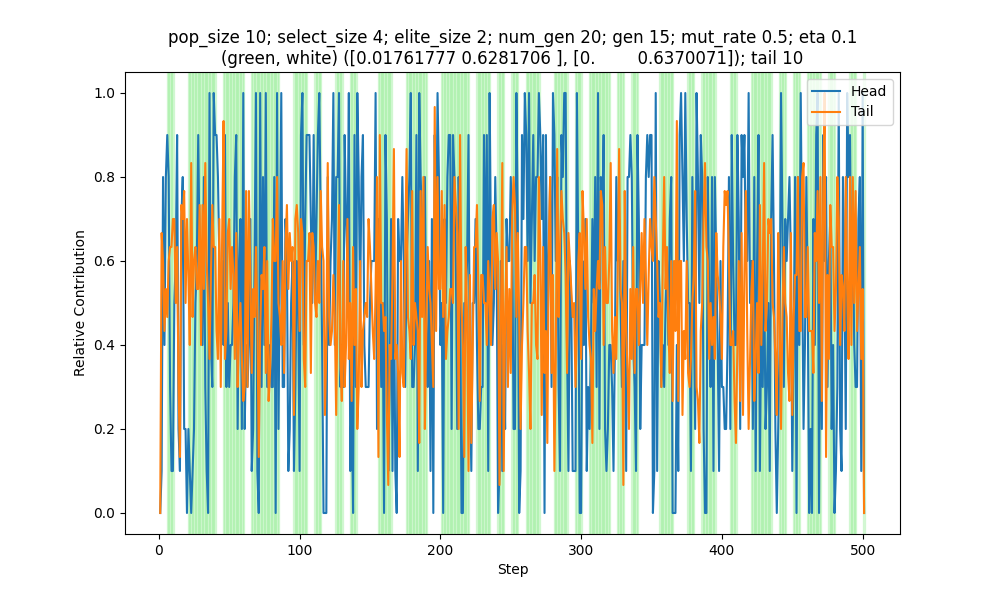 pop_size 10; select_size 4; elite_size 2; num_gen 20; gen 15; mut_rate 0.5; eta 0.1
(green, white) ([0.01761777 0.6281706 ], [0.         0.6370071]); tail 10
Head
Tail
Relative Contribution
1.0
0.8
0.6
0.4
0.2
0.0
0 100 200 300 400 500
Step